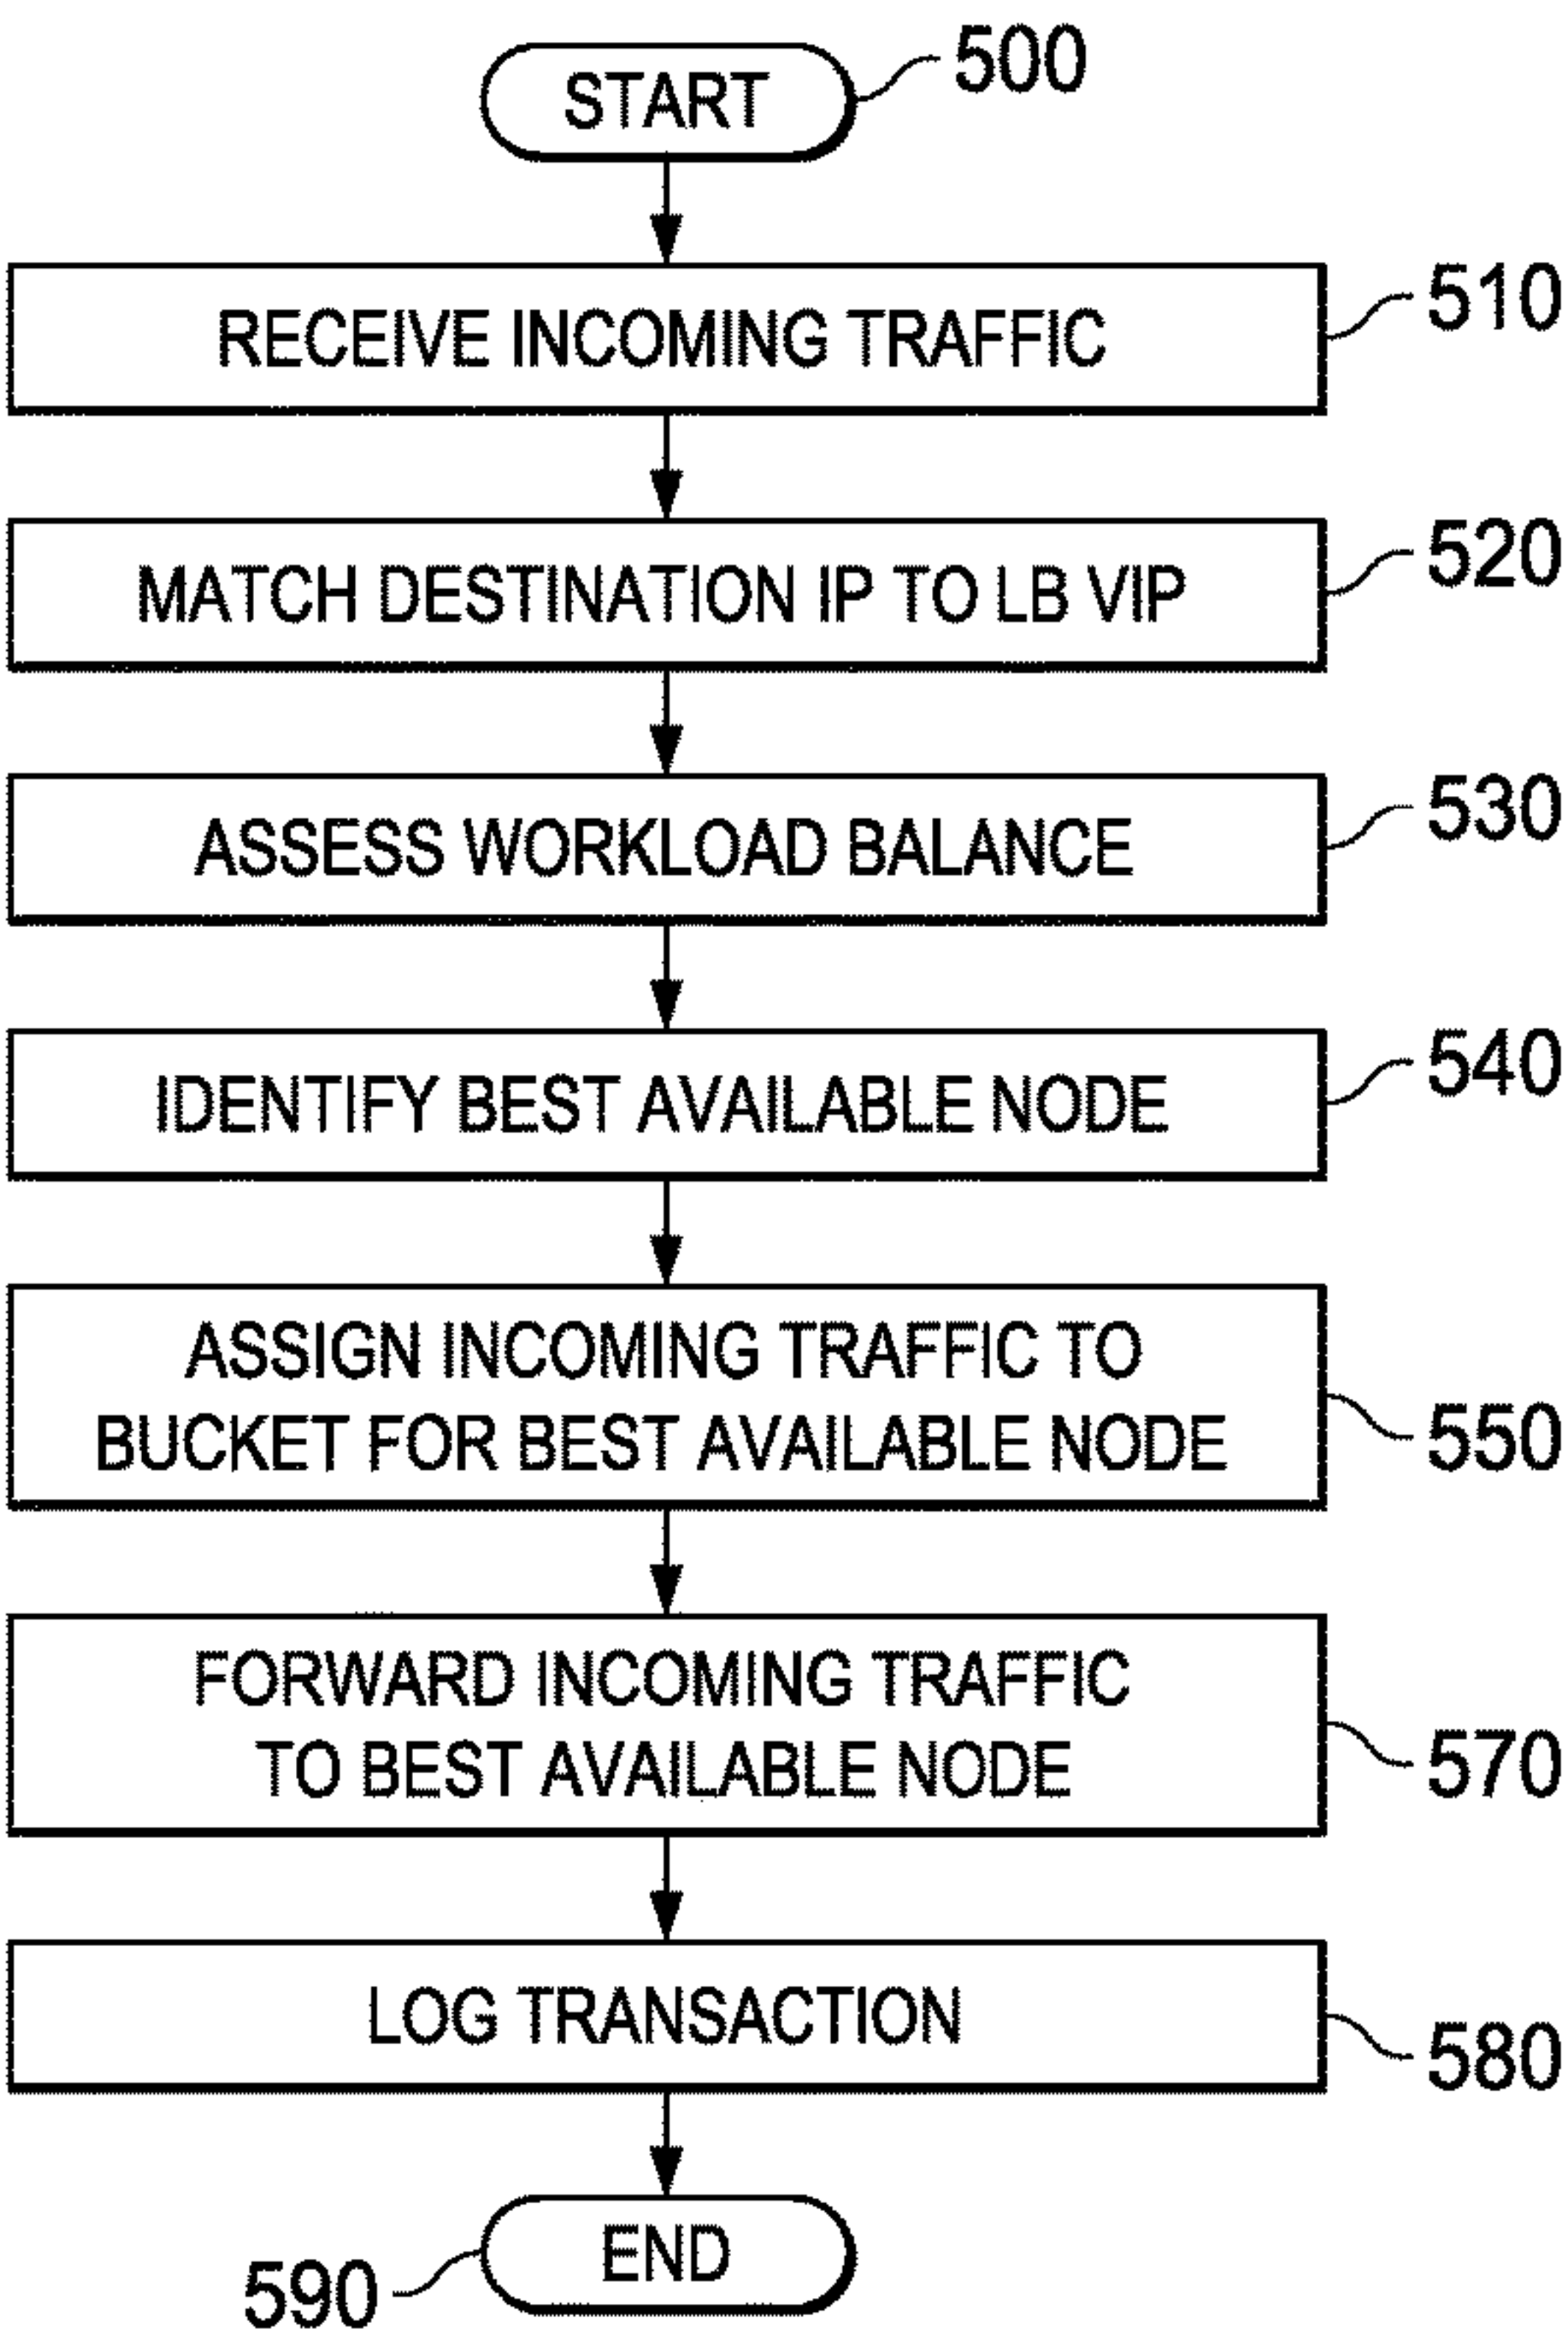 START
500
RECEIVE INCOMING TRAFFIC
510
MATCH DESTINATION IP TO LB VIP
520
ASSESS WORKLOAD BALANCE
530
IDENTIFY BEST AVAILABLE NODE
540
ASSIGN INCOMING TRAFFIC TO
BUCKET FOR BEST AVAILABLE NODE
550
FORWARD INCOMING TRAFFIC
TO BEST AVAILABLE NODE
570
LOG TRANSACTION
580
END
590